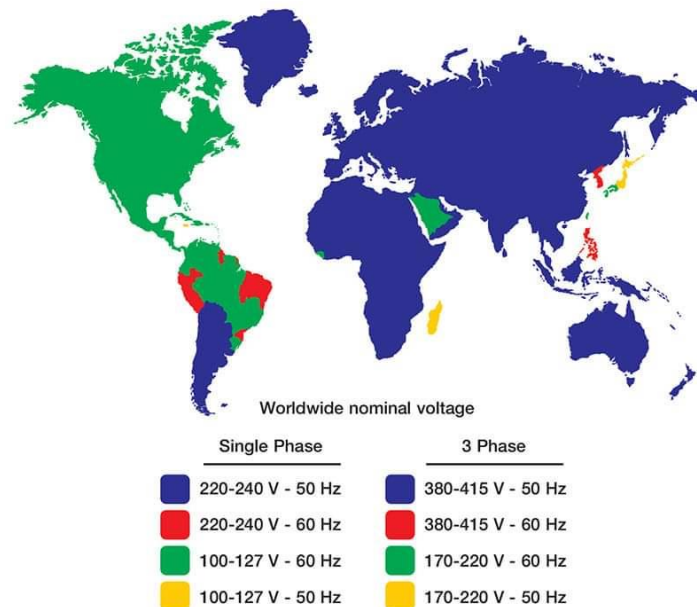 Worldwide nominal voltage
Single Phase
220-240 V - 50 Hz
220-240 V - 60 Hz
100-127 V - 60 Hz
100-127 V - 50 Hz
3 Phase
380-415 V - 50 Hz
380-415 V - 60 Hz
170-220 V - 60 Hz
170-220 V - 50 Hz